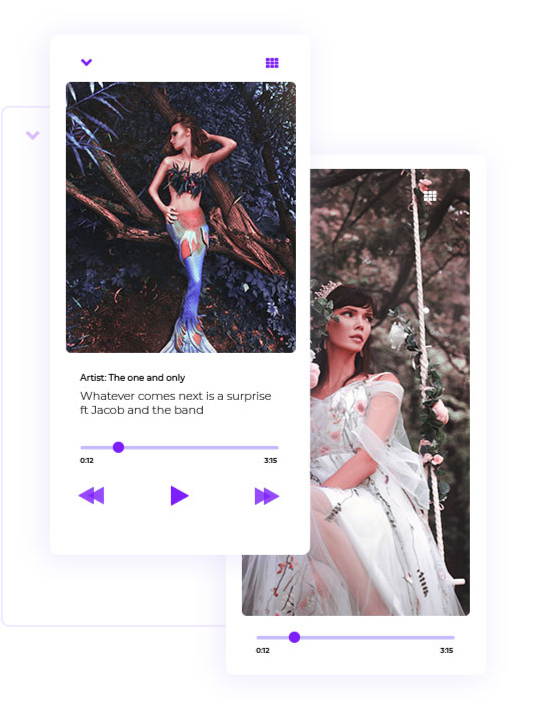 Artist: The one and only
Whatever comes next is a surprise
ft Jacob and the band
0:12 3:15
0:12 3:15